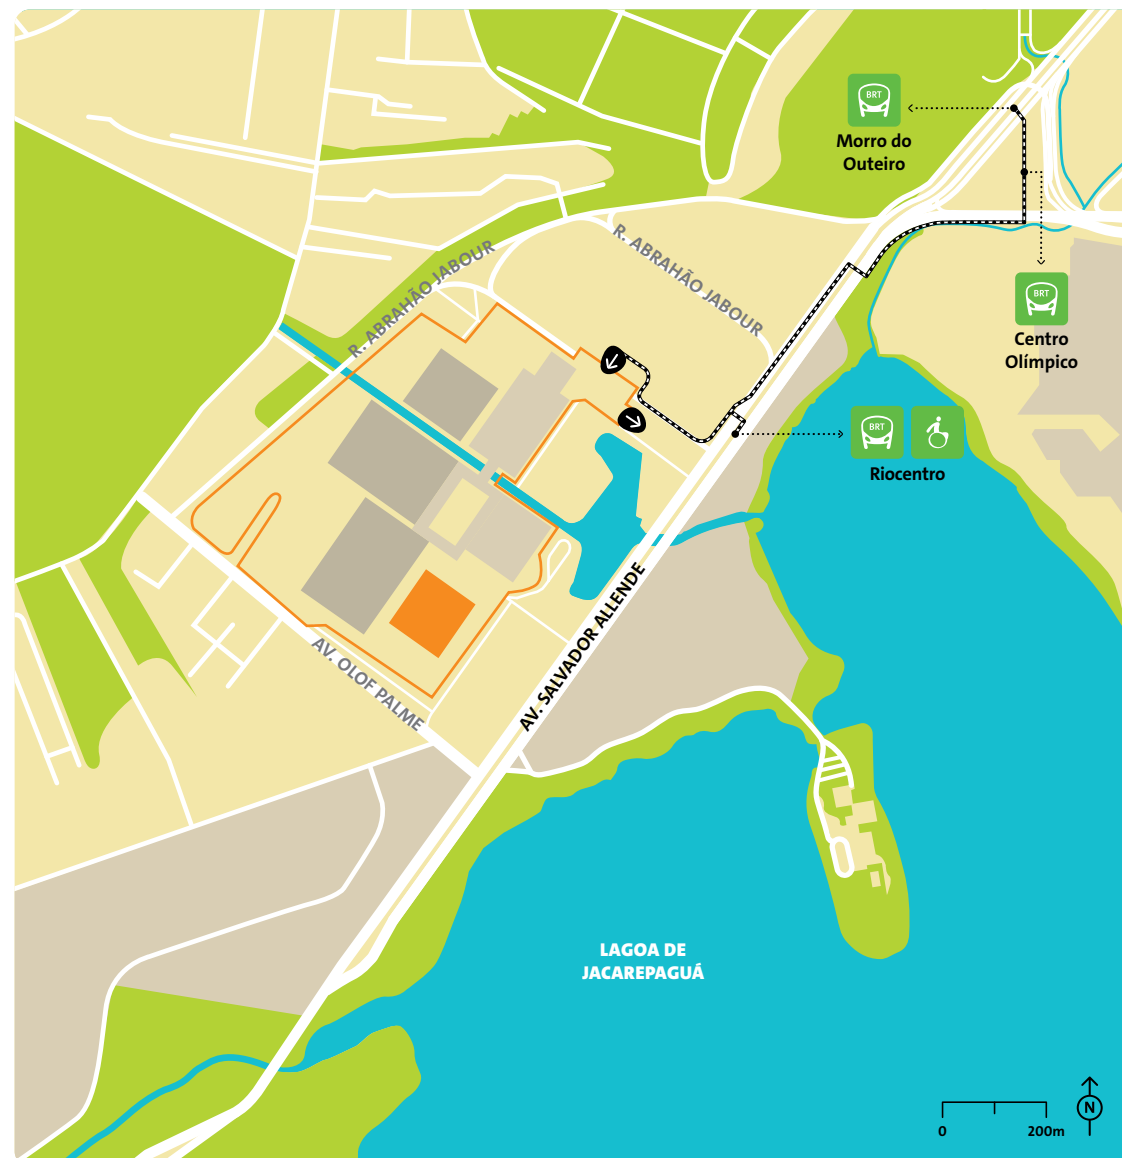 BRT
Morro do
Outeiro
R. ABRAHÃO JABOUR
R. ABRAHÃO JABOUR
BRT
Centro
Olímpico
BRT
Riocentro
AV. SALVADOR ALLENDE
AV. OLOF PALME
LAGOA DE
JACAREPAGUÁ
N
0
200m